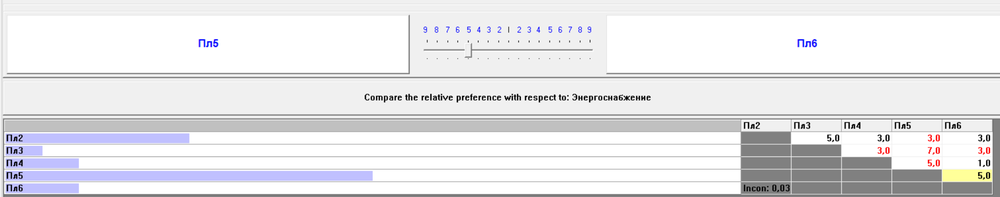 Пл5
9 8 7 6 5 4 3 2 | 2 3 4 5 6 7 8 9
Пл6
Compare the relative preference with respect to: Энергоснабжение
Пл2 Пл3 Пл4 Пл5 Пл6
Пл2 5,0 3,0 3,0 3,0
Пл3 3,0 7,0 3,0
Пл4 5,0 1,0
Пл5 5,0
Пл6 Incon: 0,03